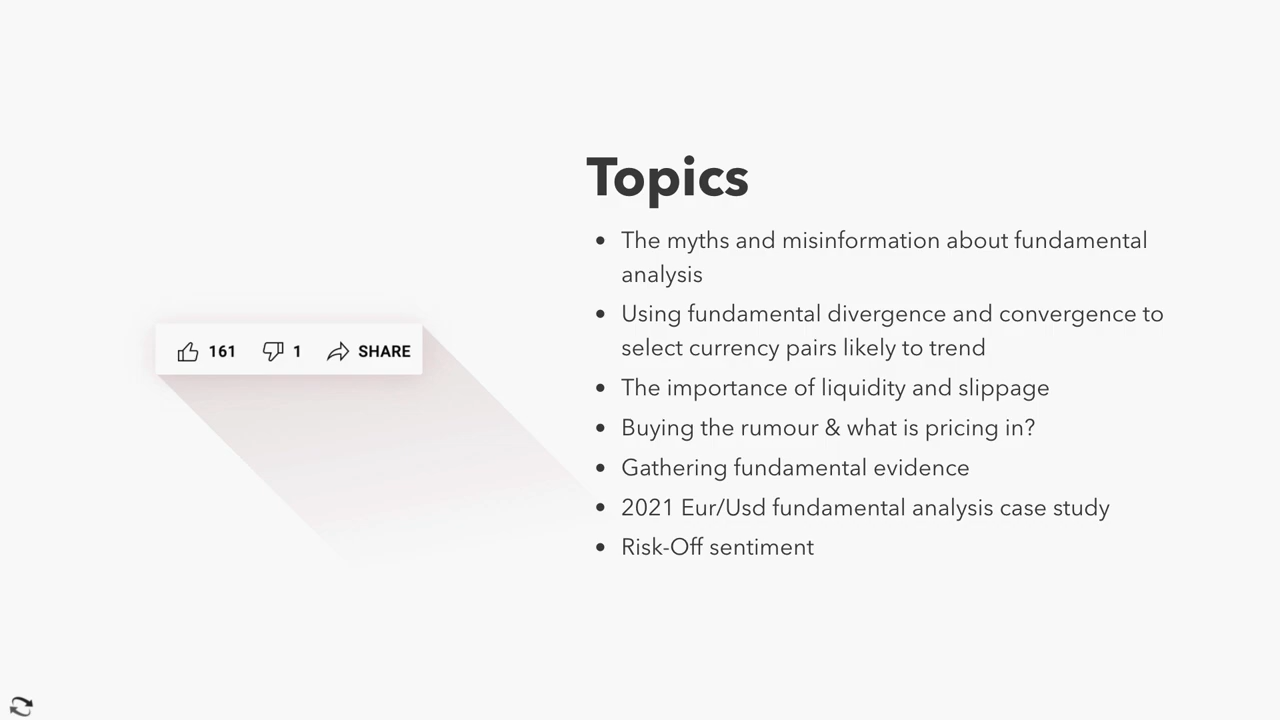 Topics
• The myths and misinformation about fundamental
analysis
• Using fundamental divergence and convergence to
select currency pairs likely to trend
• The importance of liquidity and slippage
• Buying the rumour & what is pricing in?
• Gathering fundamental evidence
• 2021 Eur/Usd fundamental analysis case study
• Risk-Off sentiment
161 1 SHARE